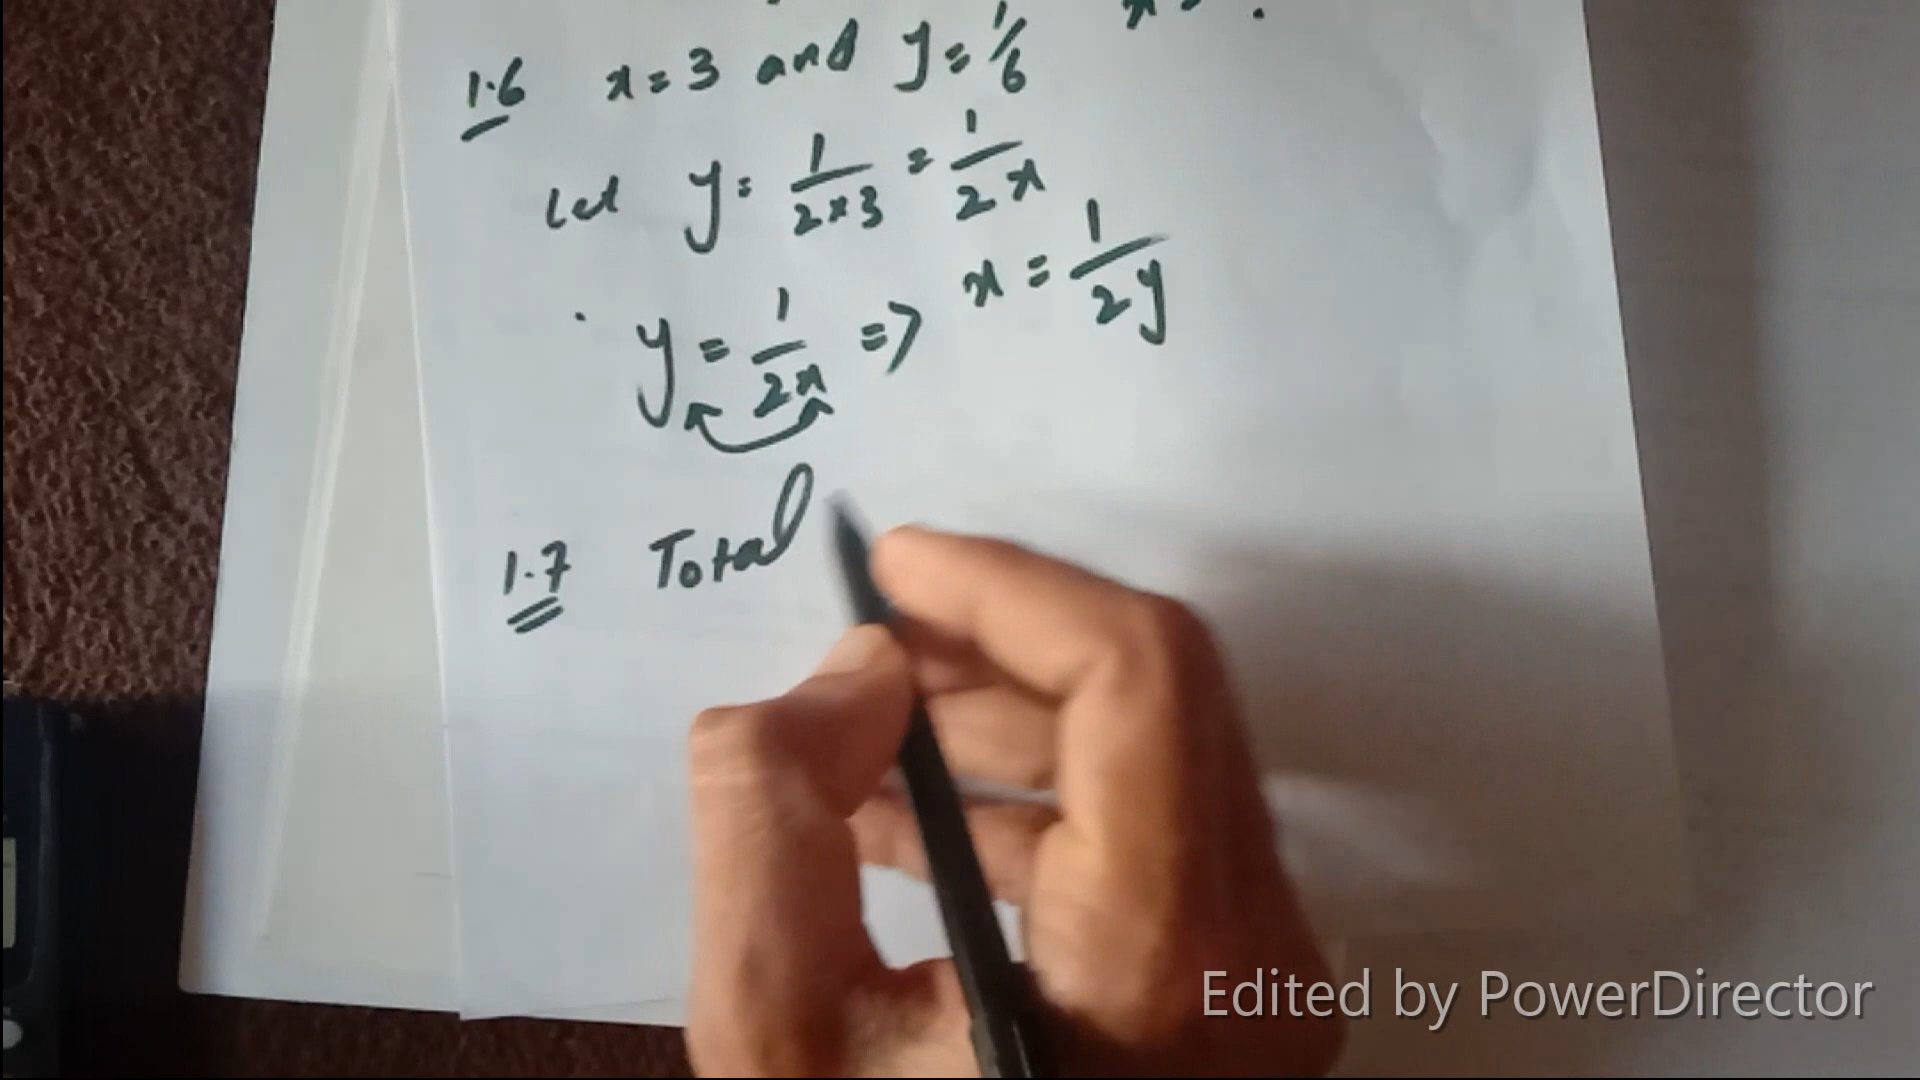 1.6 x = 3 and y = 1/6
Let y = 1/(2×3) = 1/(2x)
y = 1/(2x) => x = 1/(2y)
1.7 Total
Edited by PowerDirector